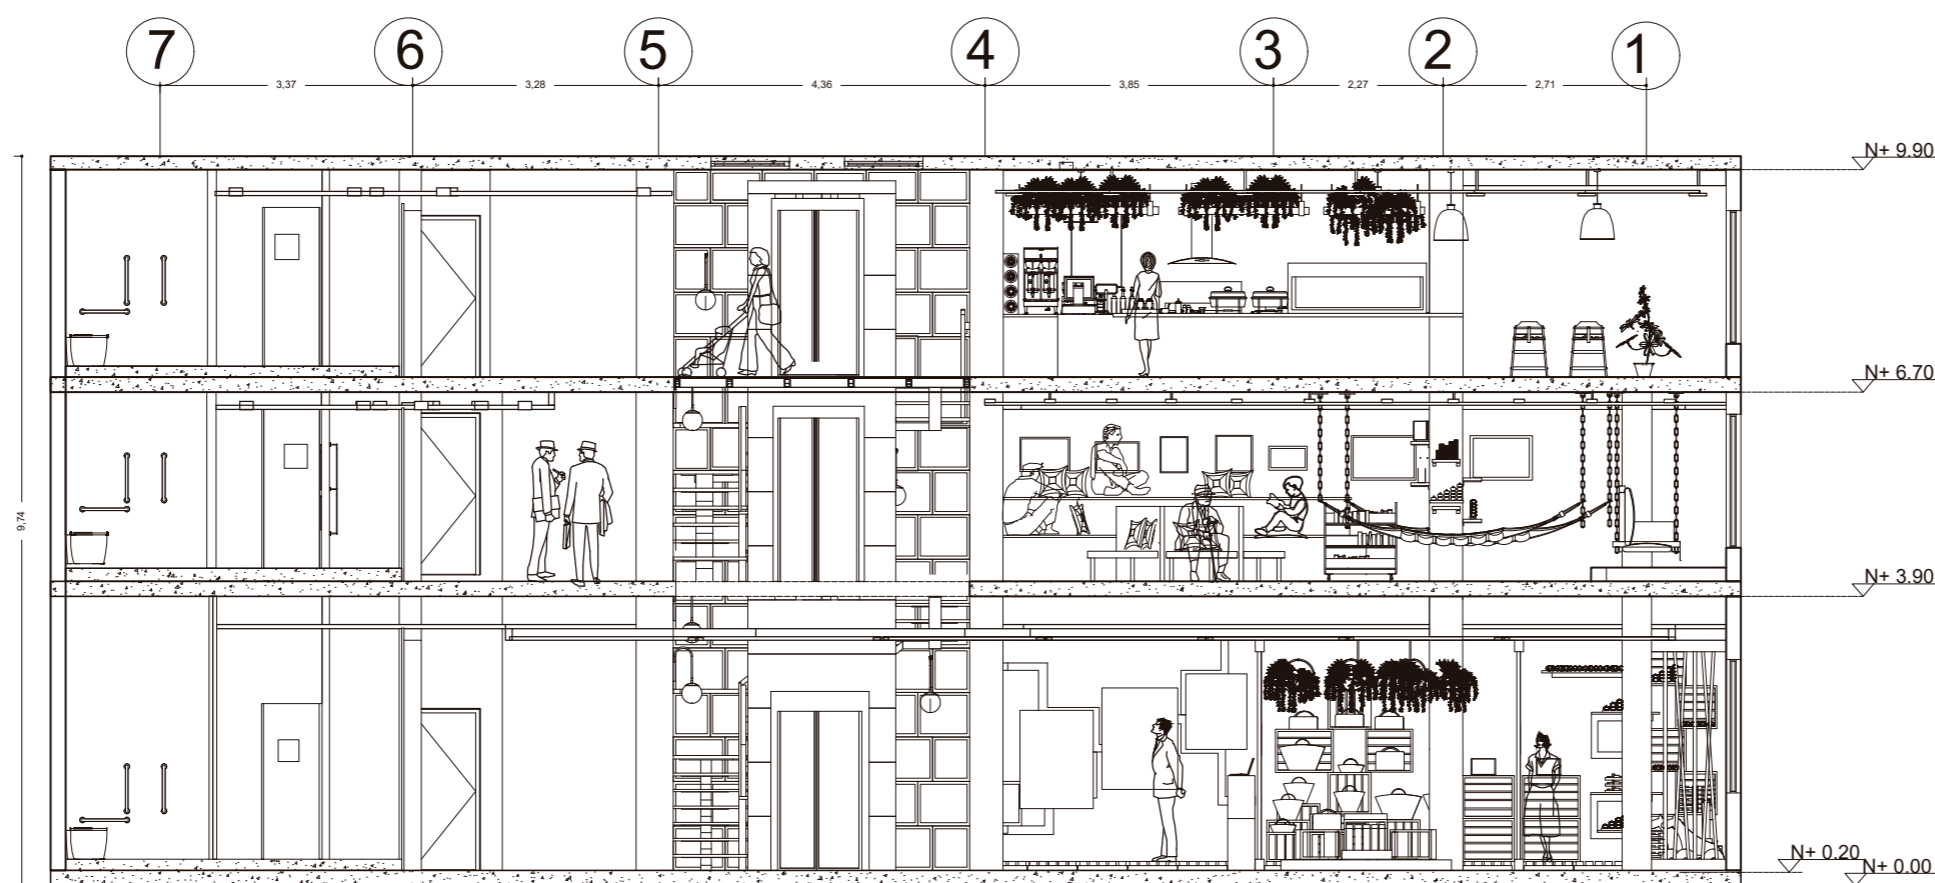 7 6 5 4 3 2 1
3,37 3,28 4,36 3,85 2,27 2,71
N+ 9.90
N+ 6.70
9,74
N+ 3.90
N+ 0.20
N+ 0.00